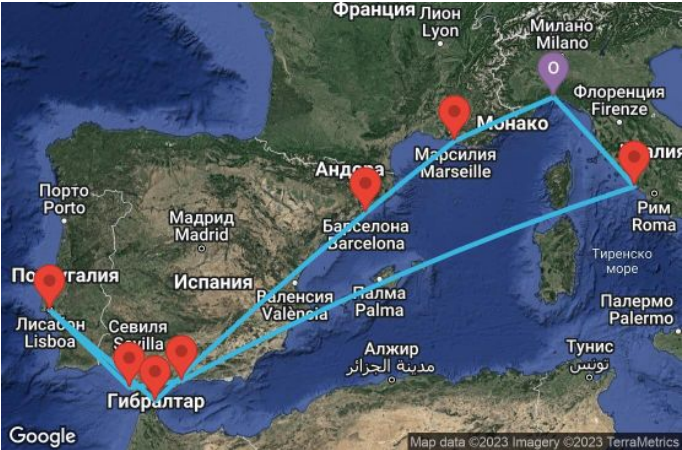 Франция
Лион
Lyon
Милано
Milano
O
Флоренция
Firenze
Монако
Марсилия
Marseille
Андора
Порто
Porto
Мадрид
Madrid
Барселона
Barcelona
Рим
Roma
Тиренско
море
Португалия
Испания
Валенсия
València
Палма
Palma
Палермо
Palermo
Лисабон
Lisboa
Севиля
Sevilla
Алжир
مدينة الجزائر
Тунис
تونس
Гибралтар
Google
Map data ©2023 Imagery ©2023 TerraMetrics